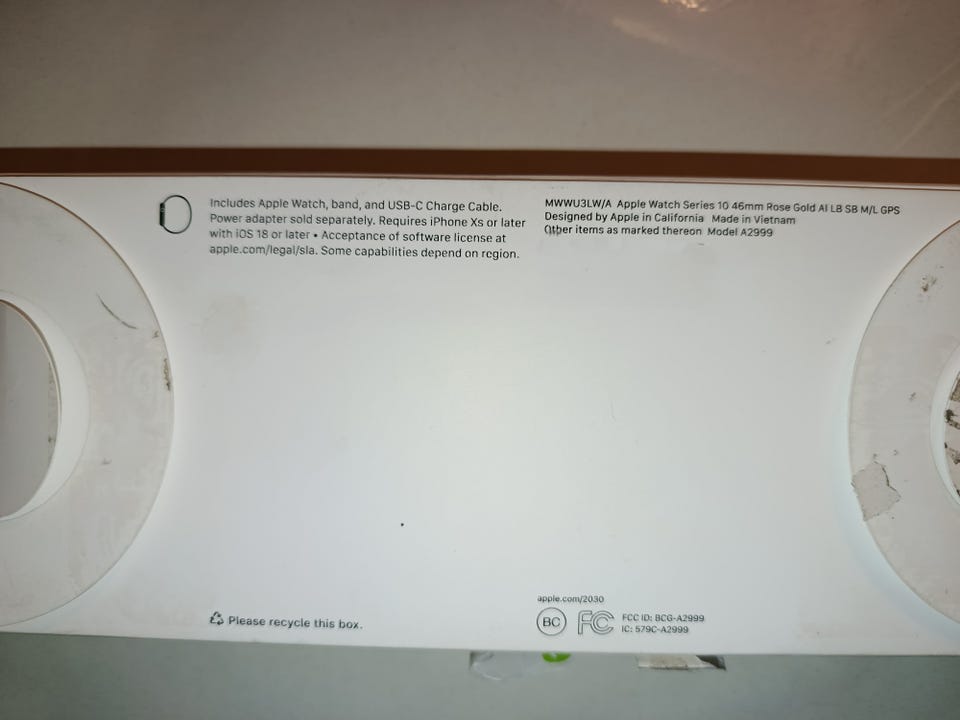 Includes Apple Watch, band, and USB-C Charge Cable.
Power adapter sold separately. Requires iPhone Xs or later
with iOS 18 or later • Acceptance of software license at
apple.com/legal/sla. Some capabilities depend on region.
MWWU3LW/A Apple Watch Series 10 46mm Rose Gold Al LB SB M/L GPS
Designed by Apple in California Made in Vietnam
Other items as marked thereon Model A2999
Please recycle this box.
apple.com/2030
BC FC FCC ID: BCG-A2999
IC: 579C-A2999